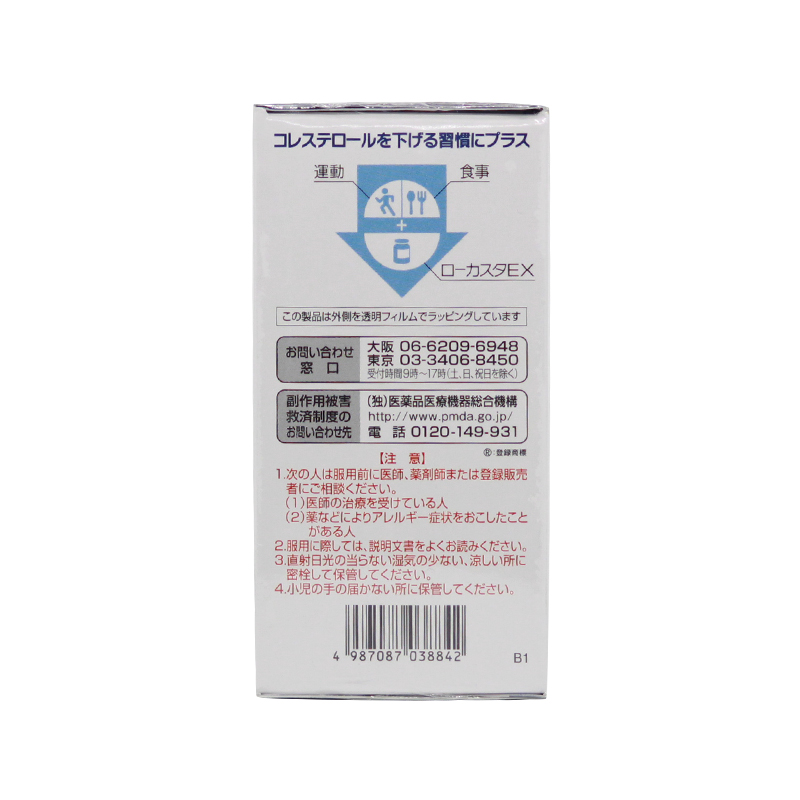 コレステロールを下げる習慣にプラス
運動
食事
ローカスタEX
この製品は外側を透明フィルムでラッピングしています
お問い合わせ
窓口
大阪 06-6209-6948
東京 03-3406-8450
受付時間9時〜17時(土、日、祝日を除く)
副作用被害
救済制度の
お問い合わせ先
(独)医薬品医療機器総合機構
http://www.pmda.go.jp/
電話 0120-149-931
®:登録商標
【注意】
1.次の人は服用前に医師、薬剤師または登録販売
者にご相談ください。
(1)医師の治療を受けている人
(2)薬などによりアレルギー症状をおこしたこと
がある人
2.服用に際しては、説明文書をよくお読みください。
3.直射日光の当らない湿気の少ない、涼しい所に
密栓して保管してください。
4.小児の手の届かない所に保管してください。
4 987087 038842
B1